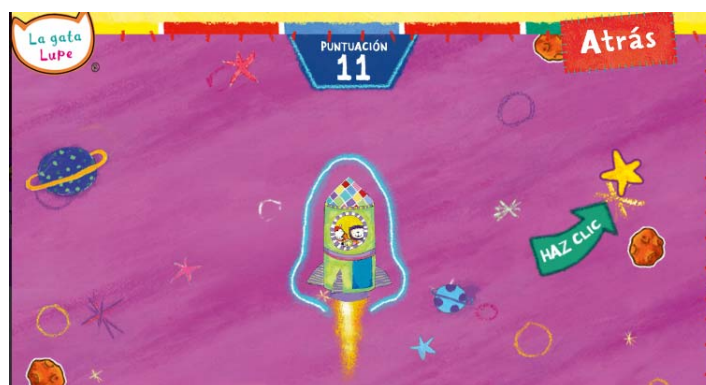 La gata
Lupe
®
PUNTUACIÓN
11
Atrás
HAZ CLIC